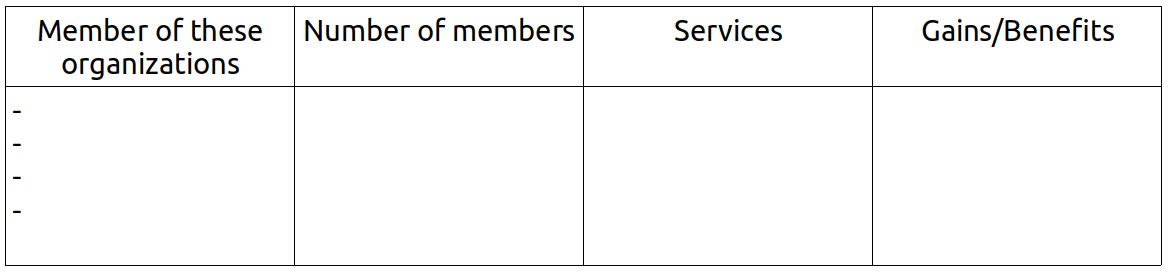 Member of these
organizations
Number of members
Services
Gains/Benefits
-
-
-
-